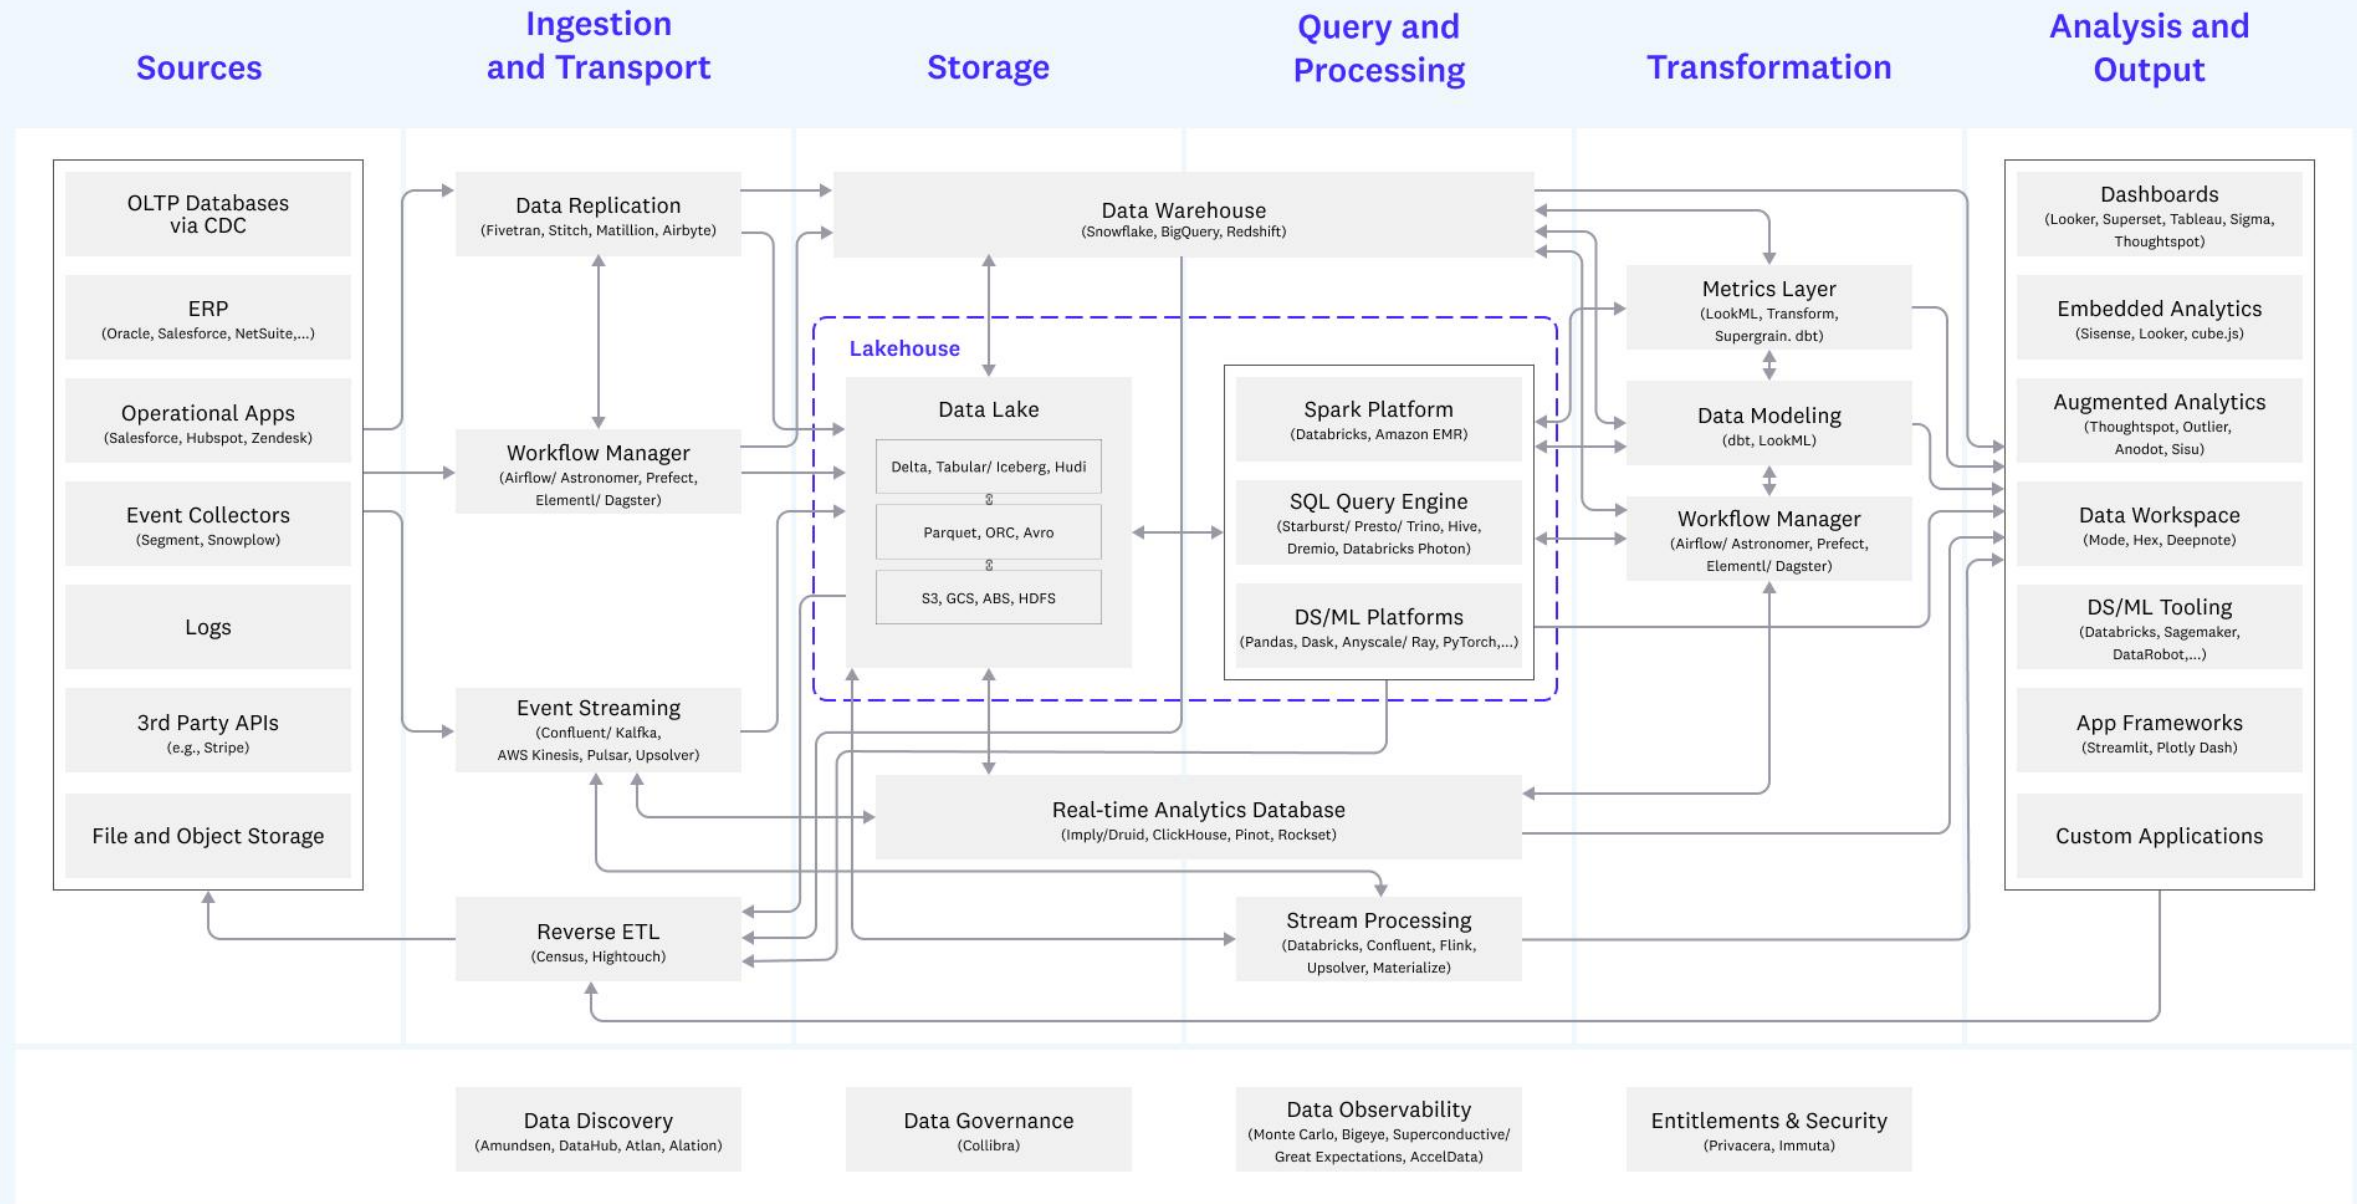 Sources
Ingestion
and Transport
Storage
Query and
Processing
Transformation
Analysis and
Output
OLTP Databases
via CDC
ERP
(Oracle, Salesforce, NetSuite,...)
Operational Apps
(Salesforce, Hubspot, Zendesk)
Event Collectors
(Segment, Snowplow)
Logs
3rd Party APIs
(e.g., Stripe)
File and Object Storage
Data Replication
(Fivetran, Stitch, Matillion, Airbyte)
Workflow Manager
(Airflow/ Astronomer, Prefect,
Elementl/ Dagster)
Event Streaming
(Confluent/ Kalfka,
AWS Kinesis, Pulsar, Upsolver)
Reverse ETL
(Census, Hightouch)
Data Warehouse
(Snowflake, BigQuery, Redshift)
Lakehouse
Data Lake
Delta, Tabular/ Iceberg, Hudi
Parquet, ORC, Avro
S3, GCS, ABS, HDFS
Spark Platform
(Databricks, Amazon EMR)
SQL Query Engine
(Starburst/ Presto/ Trino, Hive,
Dremio, Databricks Photon)
DS/ML Platforms
(Pandas, Dask, Anyscale/ Ray, PyTorch,...)
Real-time Analytics Database
(Imply/Druid, ClickHouse, Pinot, Rockset)
Stream Processing
(Databricks, Confluent, Flink,
Upsolver, Materialize)
Metrics Layer
(LookML, Transform,
Supergrain. dbt)
Data Modeling
(dbt, LookML)
Workflow Manager
(Airflow/ Astronomer, Prefect,
Elementl/ Dagster)
Dashboards
(Looker, Superset, Tableau, Sigma,
Thoughtspot)
Embedded Analytics
(Sisense, Looker, cube.js)
Augmented Analytics
(Thoughtspot, Outlier,
Anodot, Sisu)
Data Workspace
(Mode, Hex, Deepnote)
DS/ML Tooling
(Databricks, Sagemaker,
DataRobot,...)
App Frameworks
(Streamlit, Plotly Dash)
Custom Applications
Data Discovery
(Amundsen, DataHub, Atlan, Alation)
Data Governance
(Collibra)
Data Observability
(Monte Carlo, Bigeye, Superconductive/
Great Expectations, AccelData)
Entitlements & Security
(Privacera, Immuta)